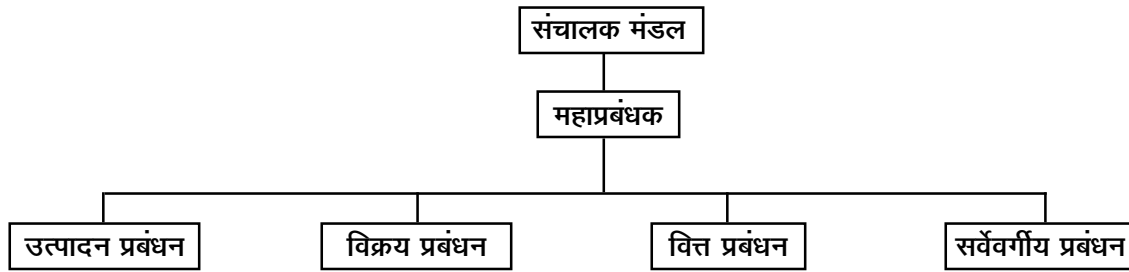 संचालक मंडल
महाप्रबंधक
उत्पादन प्रबंधन
विक्रय प्रबंधन
वित्त प्रबंधन
सर्वेवर्गीय प्रबंधन